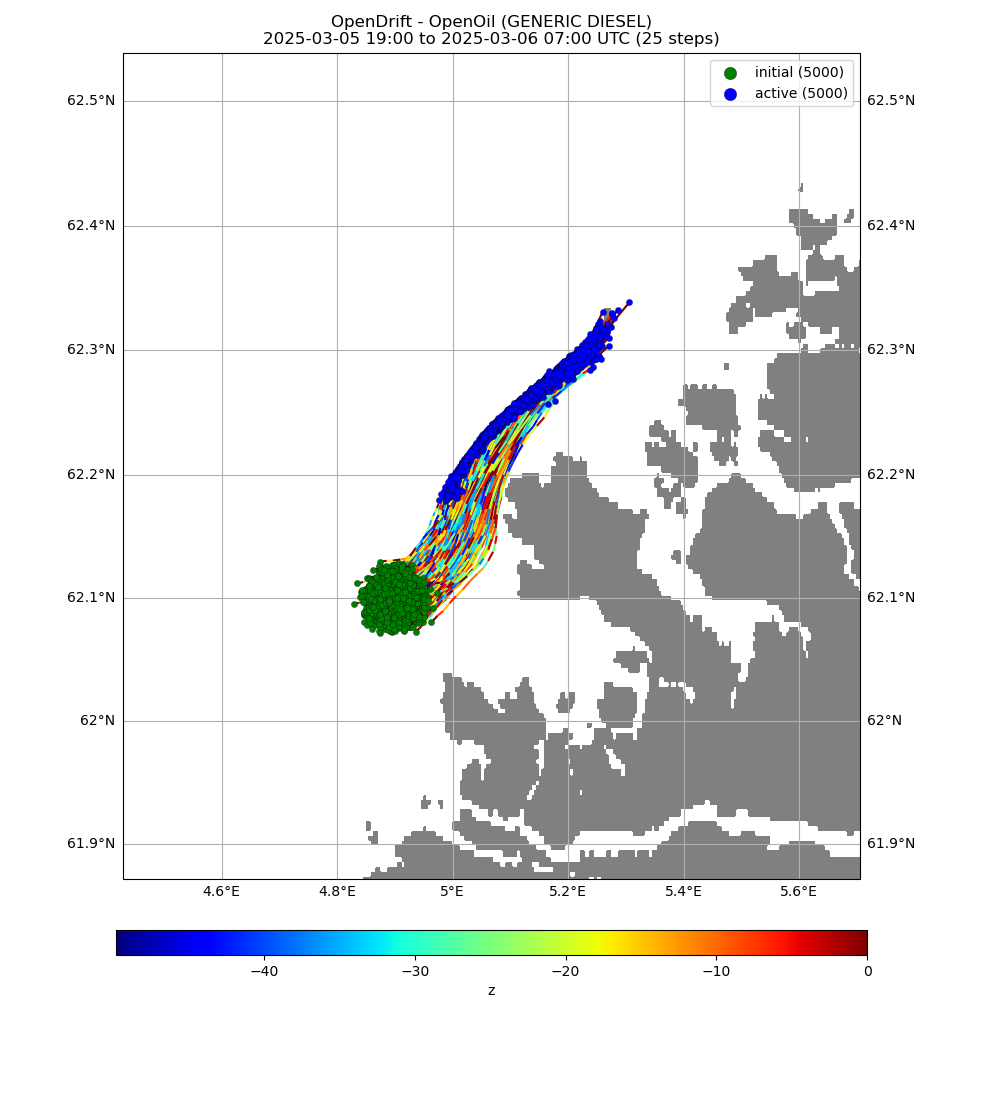 OpenDrift - OpenOil (GENERIC DIESEL)
2025-03-05 19:00 to 2025-03-06 07:00 UTC (25 steps)
initial (5000)
active (5000)
62.5°N 62.5°N
62.4°N 62.4°N
62.3°N 62.3°N
62.2°N 62.2°N
62.1°N 62.1°N
62°N 62°N
61.9°N 61.9°N
4.6°E 4.8°E 5°E 5.2°E 5.4°E 5.6°E
−40 −30 −20 −10 0
z